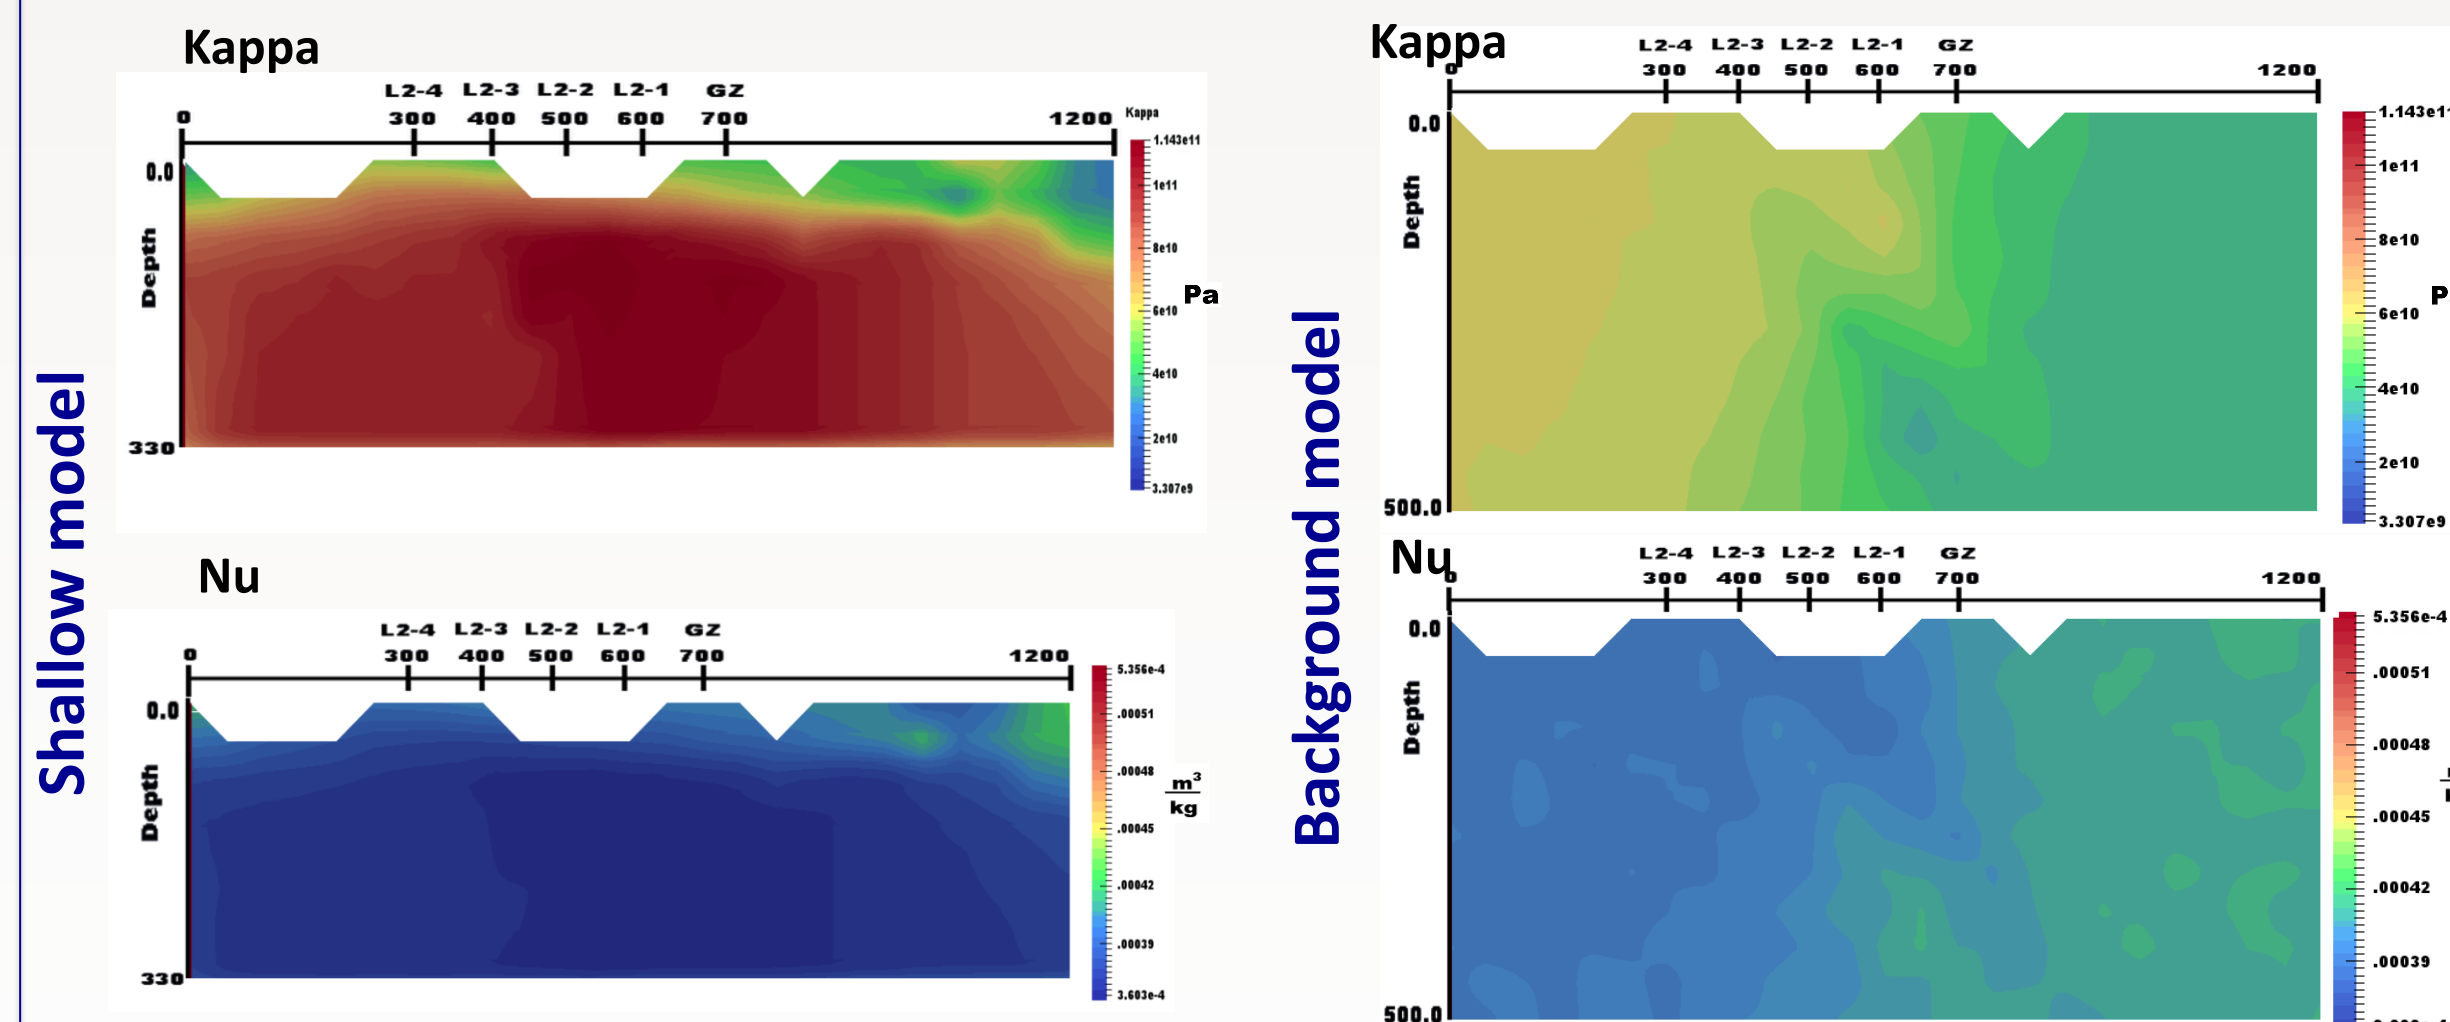 Shallow model
Kappa
L2-4 L2-3 L2-2 L2-1 GZ
0 300 400 500 600 700 1200
0.0
Depth
330
Kappa
1.143e11
1e11
8e10
6e10
4e10
2e10
3.307e9
Pa
Nu
L2-4 L2-3 L2-2 L2-1 GZ
0 300 400 500 600 700 1200
0.0
Depth
330
5.356e-4
.00051
.00048
.00045
.00042
.00039
3.603e-4
m³
kg
Background model
Kappa
L2-4 L2-3 L2-2 L2-1 GZ
0 300 400 500 600 700 1200
0.0
Depth
500.0
1.143e11
1e11
8e10
6e10
4e10
2e10
3.307e9
P
Nu
L2-4 L2-3 L2-2 L2-1 GZ
0 300 400 500 600 700 1200
0.0
Depth
500.0
5.356e-4
.00051
.00048
.00045
.00042
.00039